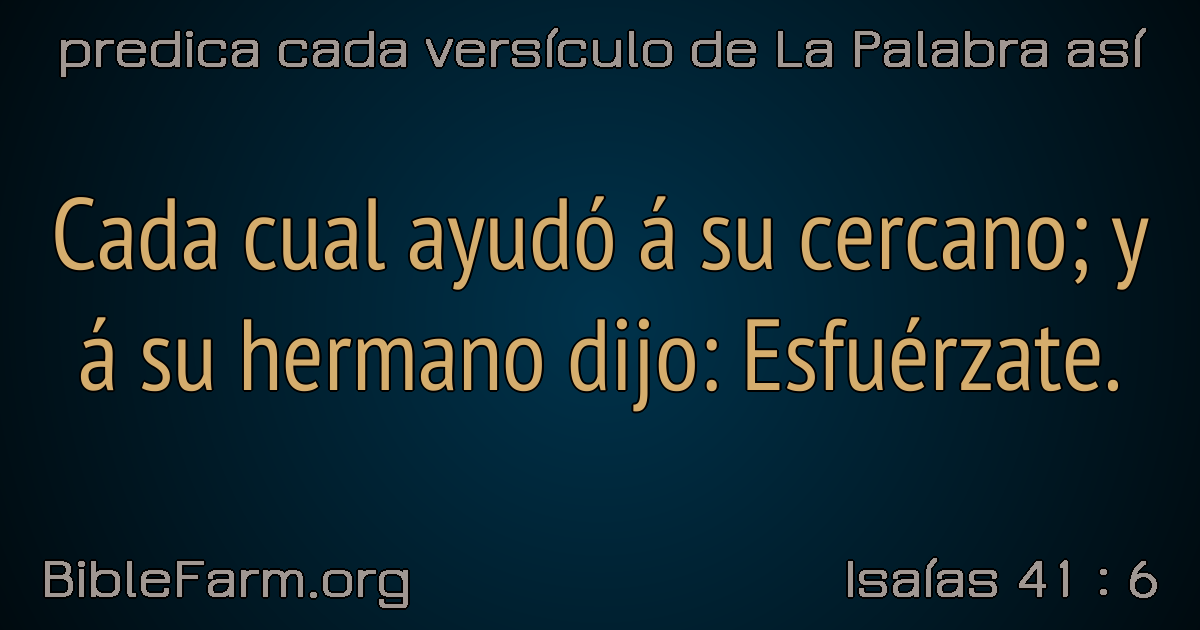 predica cada versículo de La Palabra así
Cada cual ayudó á su cercano; y
á su hermano dijo: Esfuérzate.
BibleFarm.org
Isaías 41 : 6